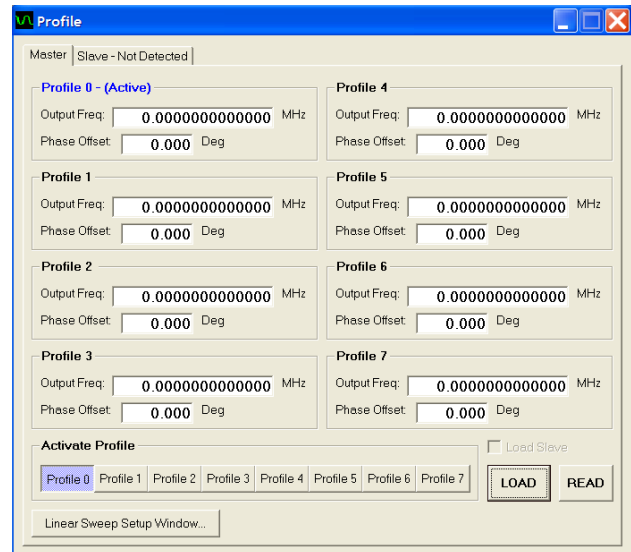 Profile
Master Slave - Not Detected
Profile 0 - (Active)
Output Freq: 0.0000000000000 MHz
Phase Offset: 0.000 Deg
Profile 1
Output Freq: 0.0000000000000 MHz
Phase Offset: 0.000 Deg
Profile 2
Output Freq: 0.0000000000000 MHz
Phase Offset: 0.000 Deg
Profile 3
Output Freq: 0.0000000000000 MHz
Phase Offset: 0.000 Deg
Profile 4
Output Freq: 0.0000000000000 MHz
Phase Offset: 0.000 Deg
Profile 5
Output Freq: 0.0000000000000 MHz
Phase Offset: 0.000 Deg
Profile 6
Output Freq: 0.0000000000000 MHz
Phase Offset: 0.000 Deg
Profile 7
Output Freq: 0.0000000000000 MHz
Phase Offset: 0.000 Deg
Activate Profile
Profile 0 Profile 1 Profile 2 Profile 3 Profile 4 Profile 5 Profile 6 Profile 7
Load Slave
LOAD READ
Linear Sweep Setup Window...